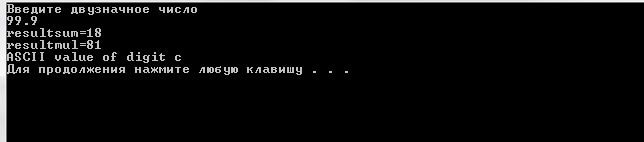 Введите двузначное число
99.9
resultsum=18
resultmul=81
ASCII value of digit c
Для продолжения нажмите любую клавишу . . .